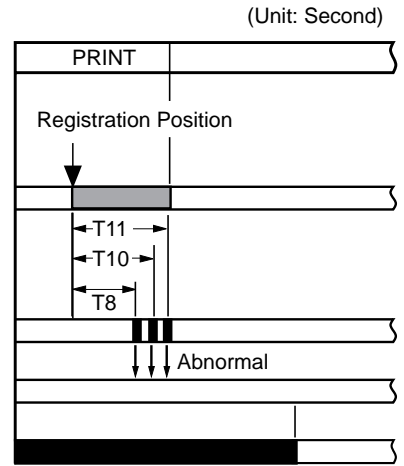 (Unit: Second)
PRINT
Registration Position
T11
T10
T8
Abnormal